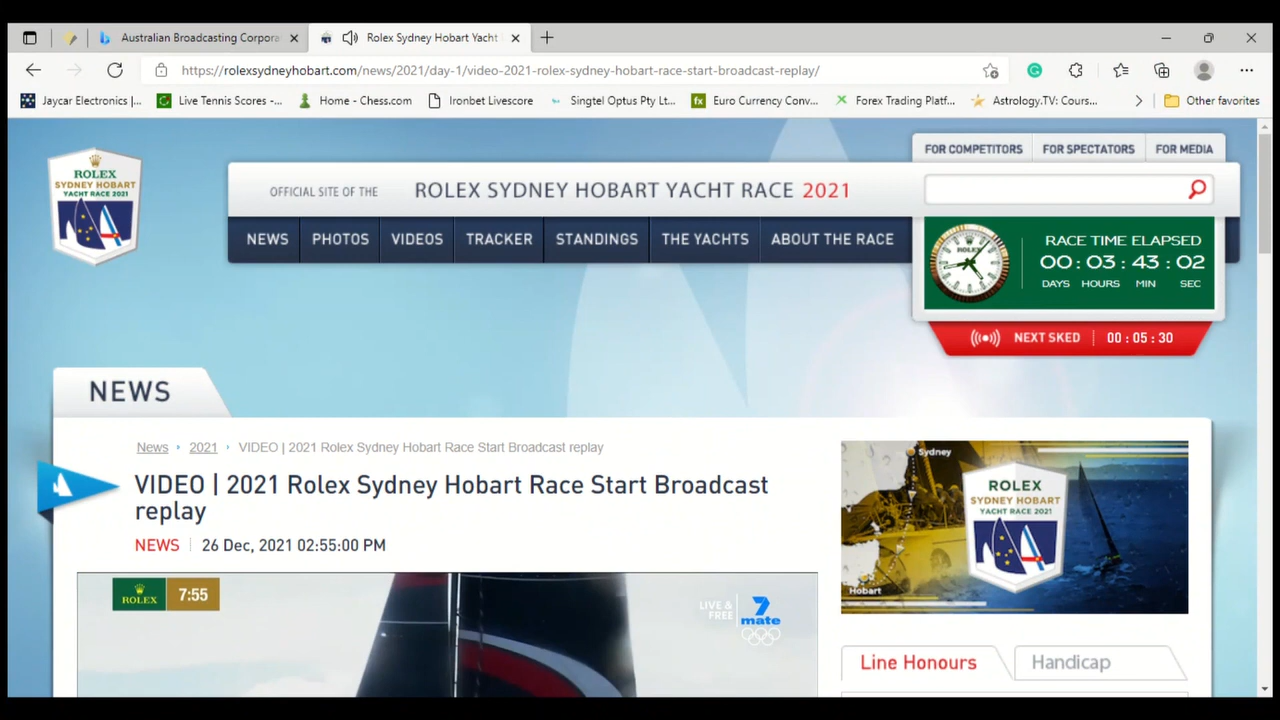 Australian Broadcasting Corpora
Rolex Sydney Hobart Yacht
https://rolexsydneyhobart.com/news/2021/day-1/video-2021-rolex-sydney-hobart-race-start-broadcast-replay/
Jaycar Electronics |...
Live Tennis Scores -...
Home - Chess.com
Ironbet Livescore
Singtel Optus Pty Lt...
fx
Euro Currency Conv...
Forex Trading Platf...
Astrology.TV: Cours...
Other favorites
FOR COMPETITORS
FOR SPECTATORS
FOR MEDIA
ROLEX
SYDNEY HOBART
YACHT RACE 2021
OFFICIAL SITE OF THE
ROLEX SYDNEY HOBART YACHT RACE 2021
NEWS
PHOTOS
VIDEOS
TRACKER
STANDINGS
THE YACHTS
ABOUT THE RACE
ROLEX
RACE TIME ELAPSED
00 : 03 : 43 : 02
DAYS HOURS MIN SEC
NEXT SKED
00 : 05 : 30
NEWS
News › 2021 › VIDEO | 2021 Rolex Sydney Hobart Race Start Broadcast replay
VIDEO | 2021 Rolex Sydney Hobart Race Start Broadcast
replay
NEWS
26 Dec, 2021 02:55:00 PM
ROLEX
7:55
LIVE &
FREE
7
mate
Sydney
ROLEX
SYDNEY HOBART
YACHT RACE 2021
Hobart
Line Honours
Handicap